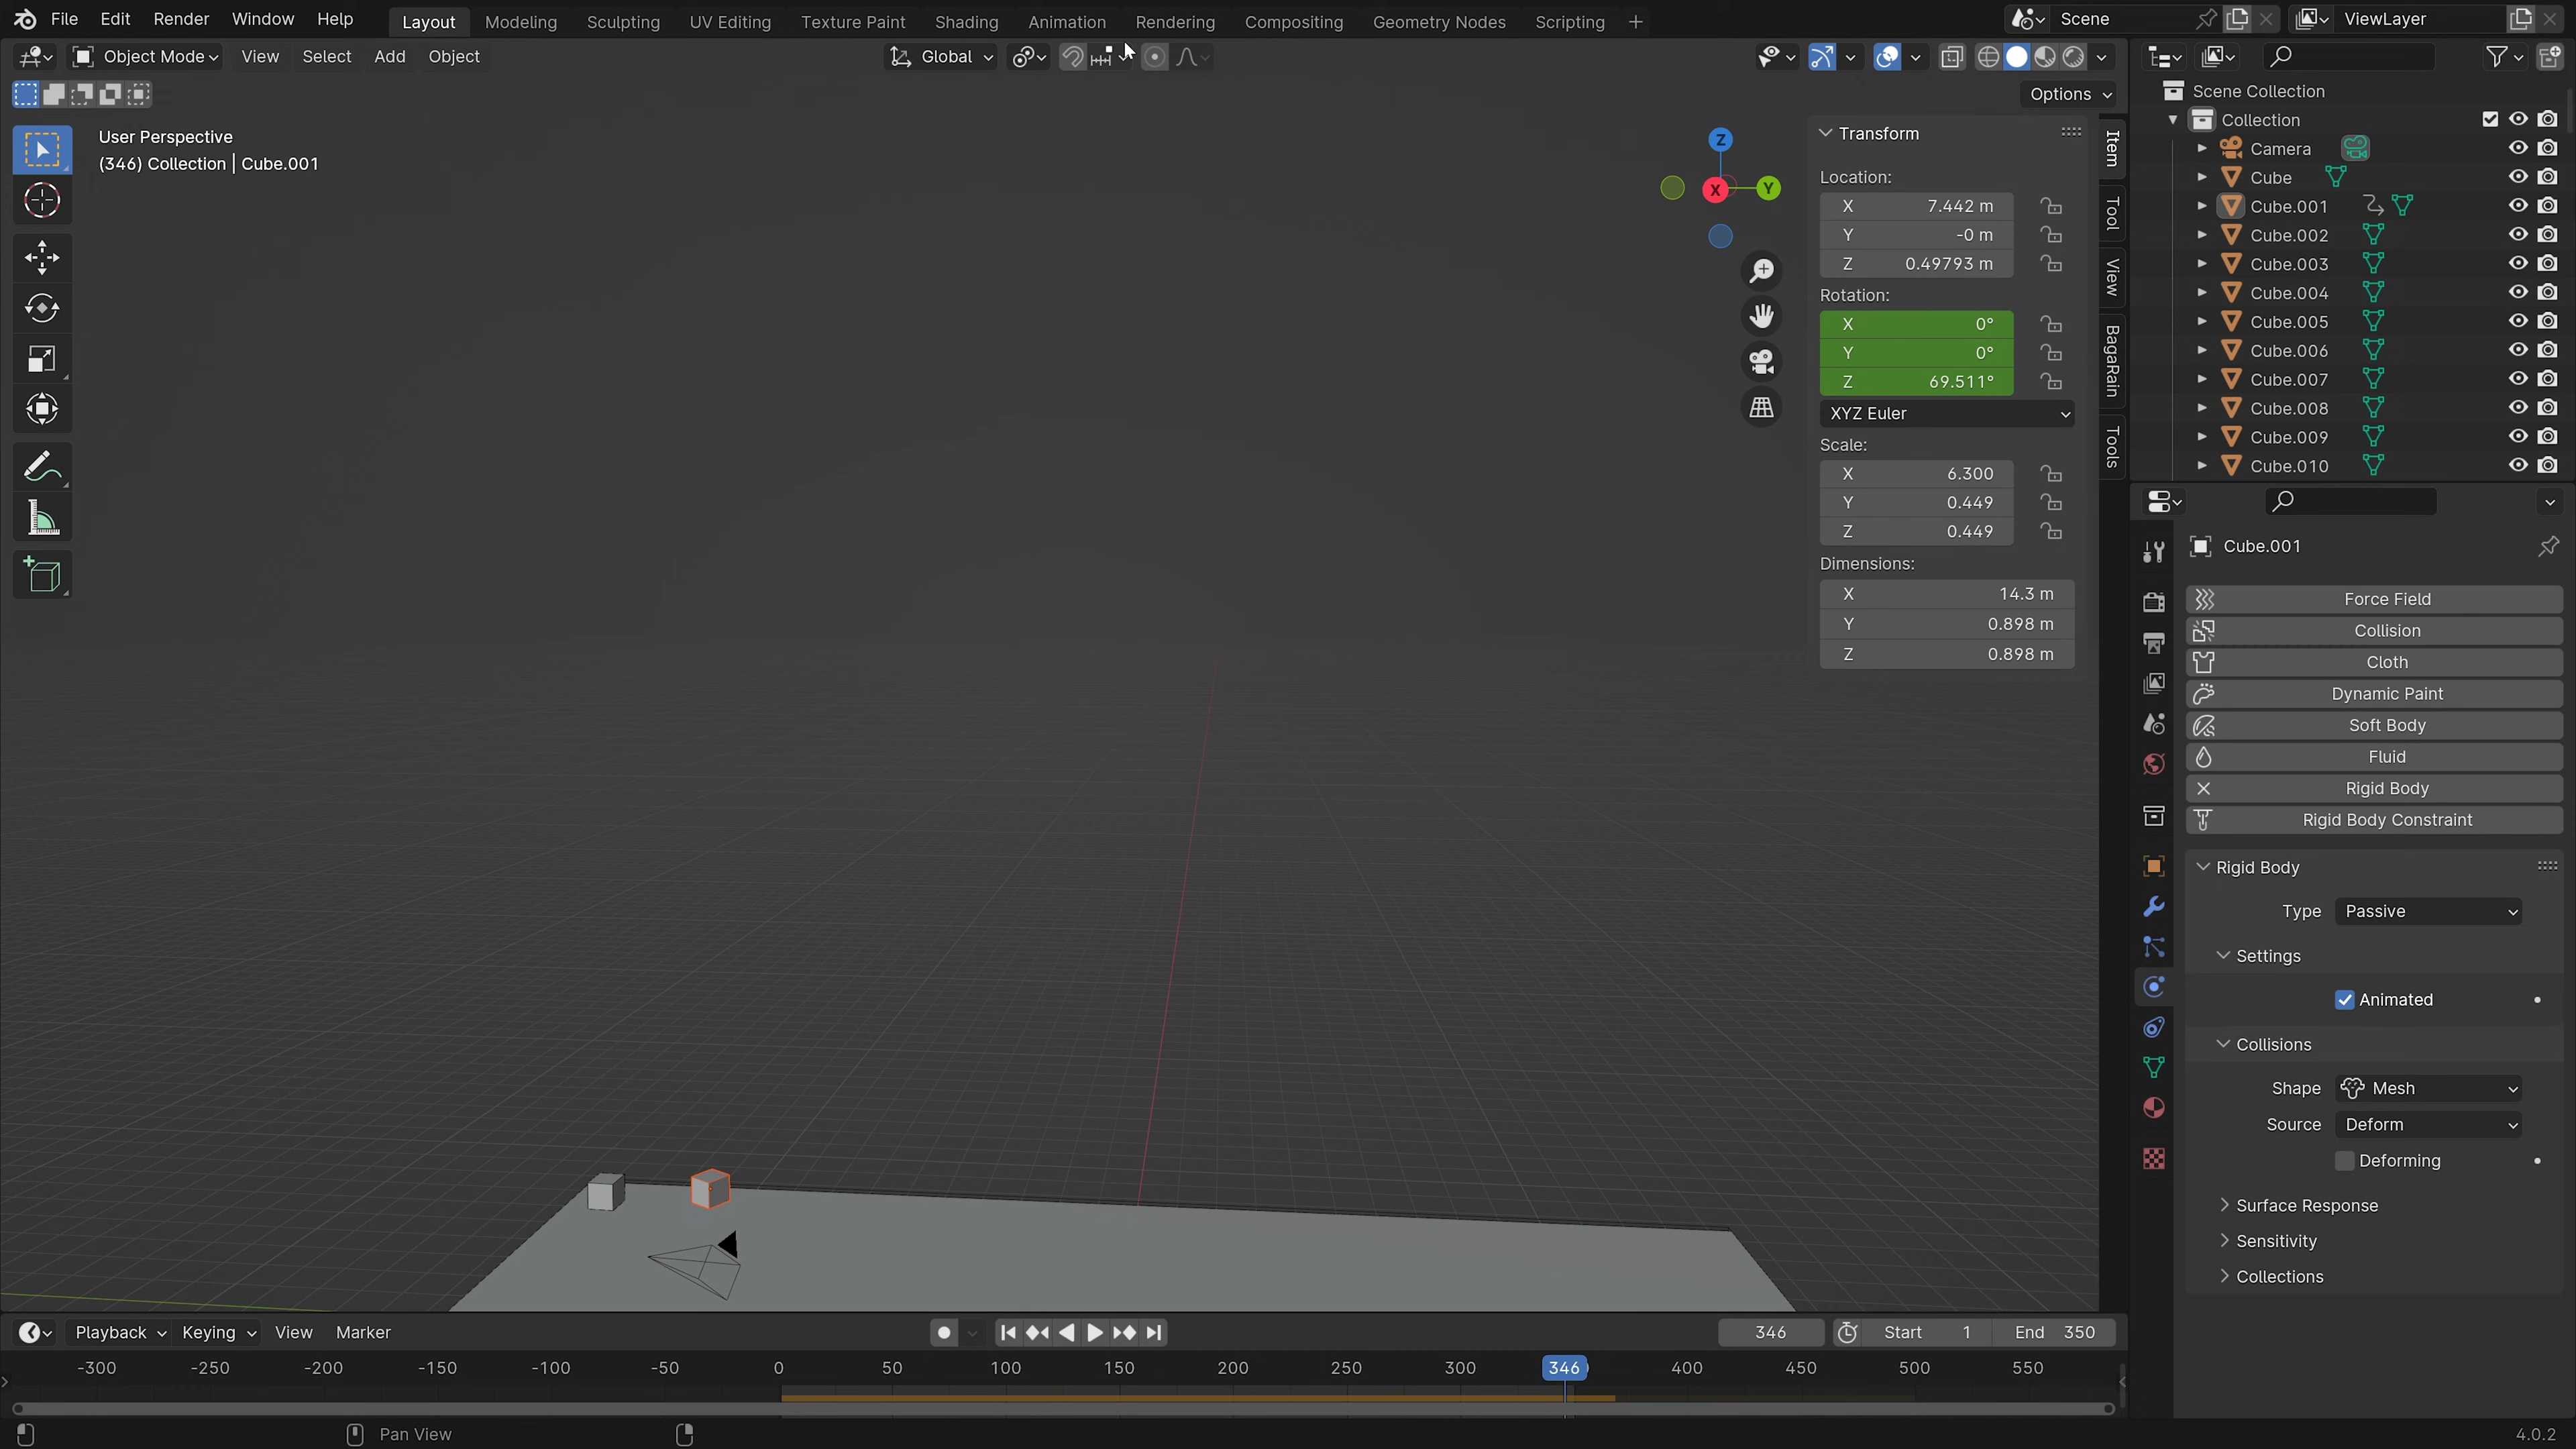 File Edit Render Window Help Layout Modeling Sculpting UV Editing Texture Paint Shading Animation Rendering Compositing Geometry Nodes Scripting + Scene ViewLayer
Object Mode View Select Add Object Global
Options
User Perspective
(346) Collection | Cube.001
Z
X
Y
Transform
Location:
X 7.442 m
Y -0 m
Z 0.49793 m
Rotation:
X 0°
Y 0°
Z 69.511°
XYZ Euler
Scale:
X 6.300
Y 0.449
Z 0.449
Dimensions:
X 14.3 m
Y 0.898 m
Z 0.898 m
Item
Tool
View
BagaRain
Tools
Scene Collection
Collection
Camera
Cube
Cube.001
Cube.002
Cube.003
Cube.004
Cube.005
Cube.006
Cube.007
Cube.008
Cube.009
Cube.010
Cube.001
Force Field
Collision
Cloth
Dynamic Paint
Soft Body
Fluid
Rigid Body
Rigid Body Constraint
Rigid Body
Type Passive
Settings
Animated
Collisions
Shape Mesh
Source Deform
Deforming
Surface Response
Sensitivity
Collections
Playback Keying View Marker 346 Start 1 End 350
-300 -250 -200 -150 -100 -50 0 50 100 150 200 250 300 346 400 450 500 550
Pan View 4.0.2